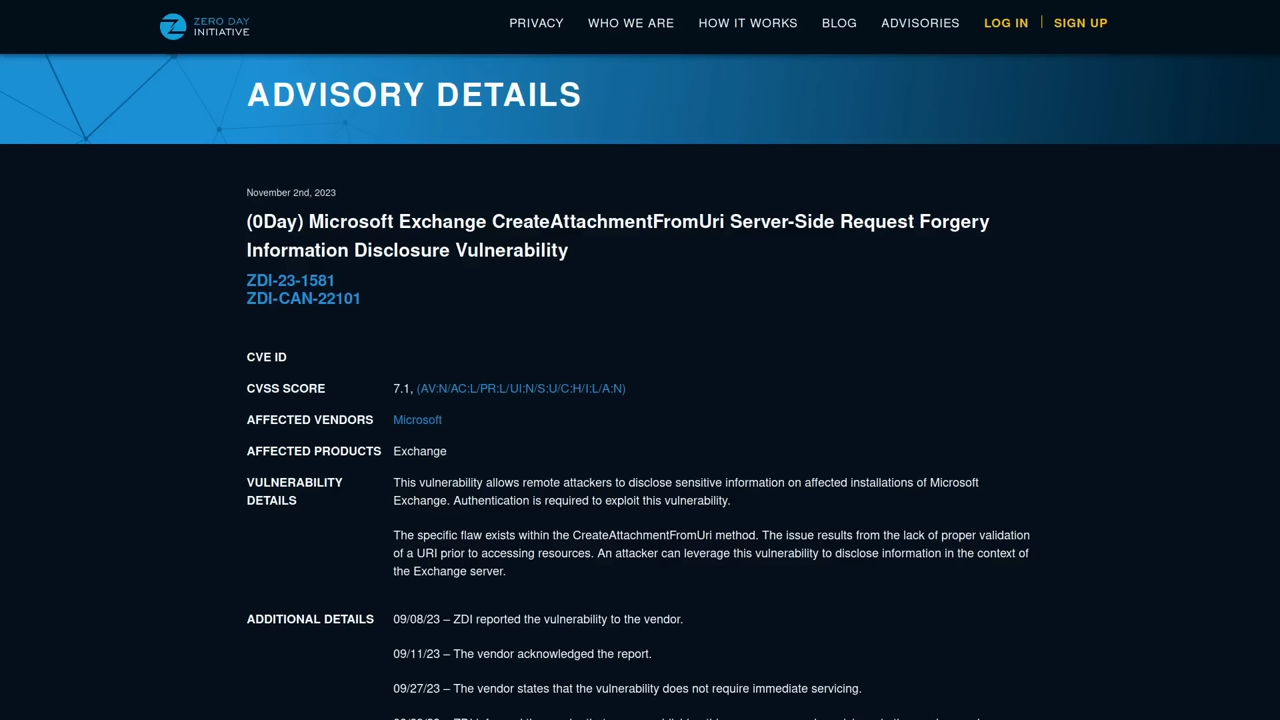 ZERO DAY
INITIATIVE
PRIVACY WHO WE ARE HOW IT WORKS BLOG ADVISORIES LOG IN SIGN UP
ADVISORY DETAILS
November 2nd, 2023
(0Day) Microsoft Exchange CreateAttachmentFromUri Server-Side Request Forgery
Information Disclosure Vulnerability
ZDI-23-1581
ZDI-CAN-22101
CVE ID
CVSS SCORE 7.1, (AV:N/AC:L/PR:L/UI:N/S:U/C:H/I:L/A:N)
AFFECTED VENDORS Microsoft
AFFECTED PRODUCTS Exchange
VULNERABILITY
DETAILS
This vulnerability allows remote attackers to disclose sensitive information on affected installations of Microsoft
Exchange. Authentication is required to exploit this vulnerability.
The specific flaw exists within the CreateAttachmentFromUri method. The issue results from the lack of proper validation
of a URI prior to accessing resources. An attacker can leverage this vulnerability to disclose information in the context of
the Exchange server.
ADDITIONAL DETAILS 09/08/23 – ZDI reported the vulnerability to the vendor.
09/11/23 – The vendor acknowledged the report.
09/27/23 – The vendor states that the vulnerability does not require immediate servicing.